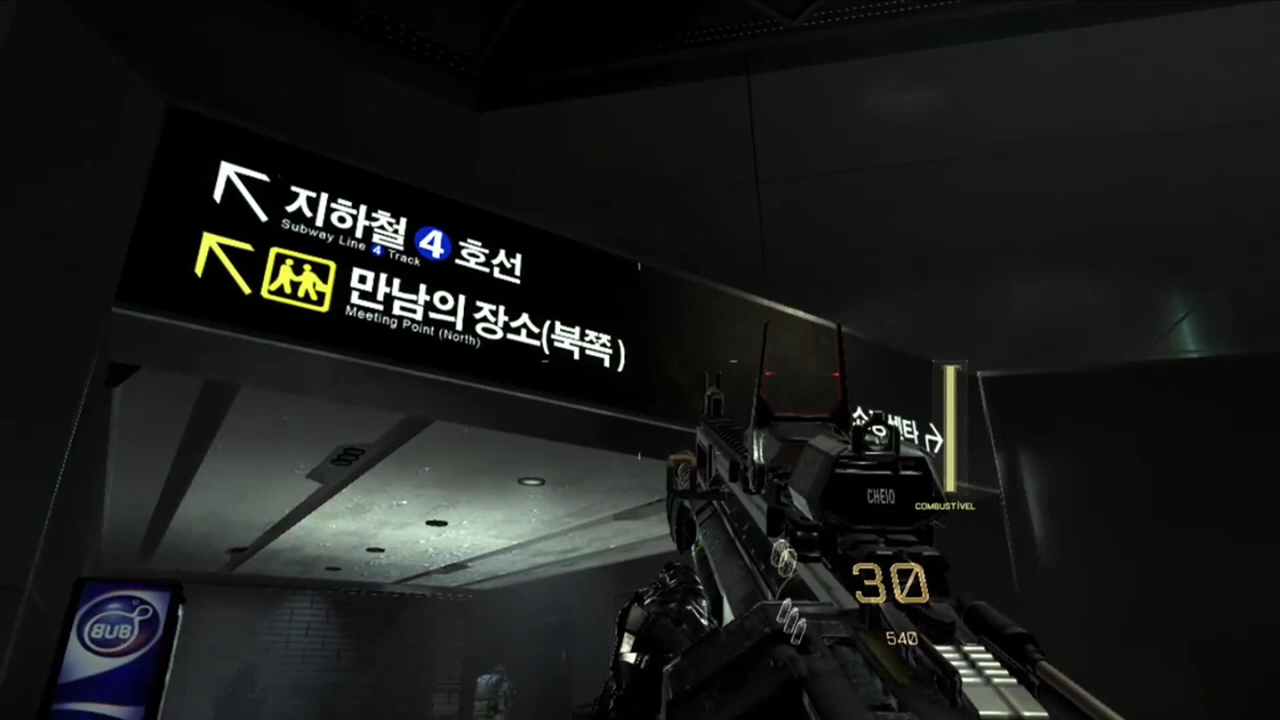 지하철 4 호선
Subway Line 4 Track
만남의 장소(북쪽)
Meeting Point (North)
CHEIO
COMBUSTÍVEL
30
540
BUB